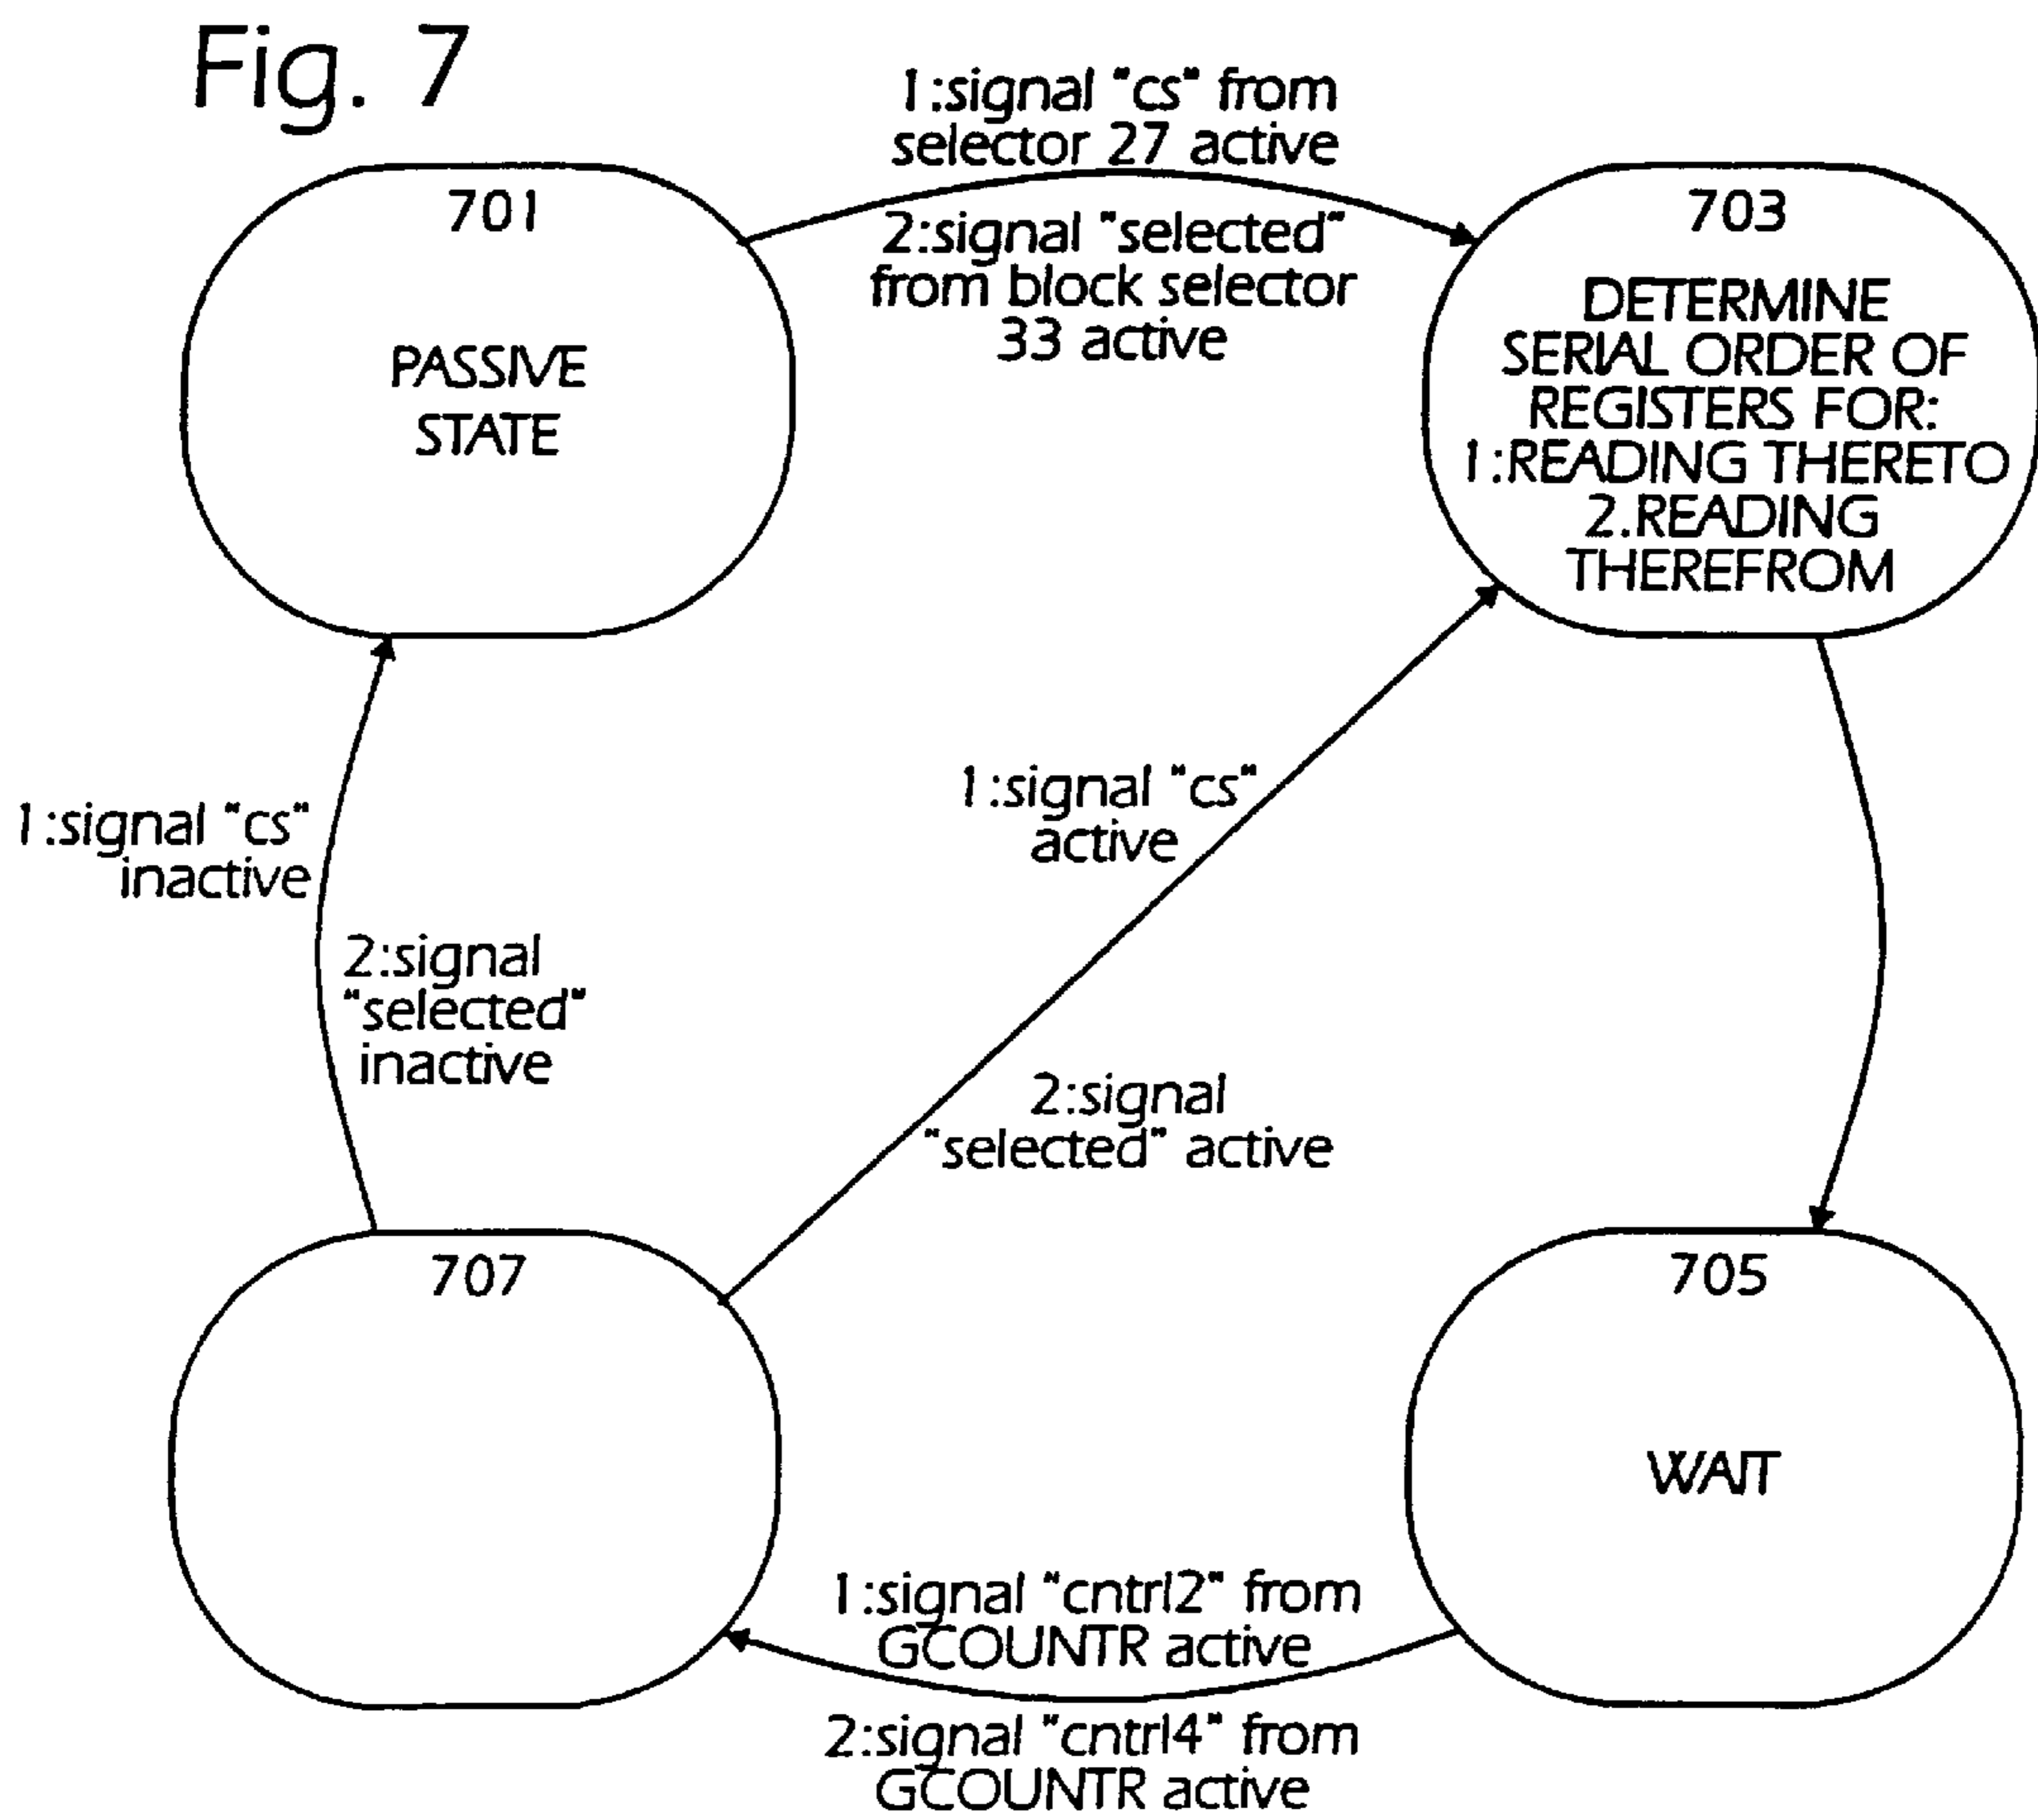 Fig. 7
1:signal "cs" from
selector 27 active
2:signal "selected"
from block selector
33 active
701
PASSIVE
STATE
703
DETERMINE
SERIAL ORDER OF
REGISTERS FOR:
1:READING THERETO
2.READING
THEREFROM
1:signal "cs"
inactive
2:signal
"selected"
inactive
1:signal "cs"
active
2:signal
"selected" active
707
705
WAIT
1:signal "cntrl2" from
GCOUNTR active
2:signal "cntrl4" from
GCOUNTR active